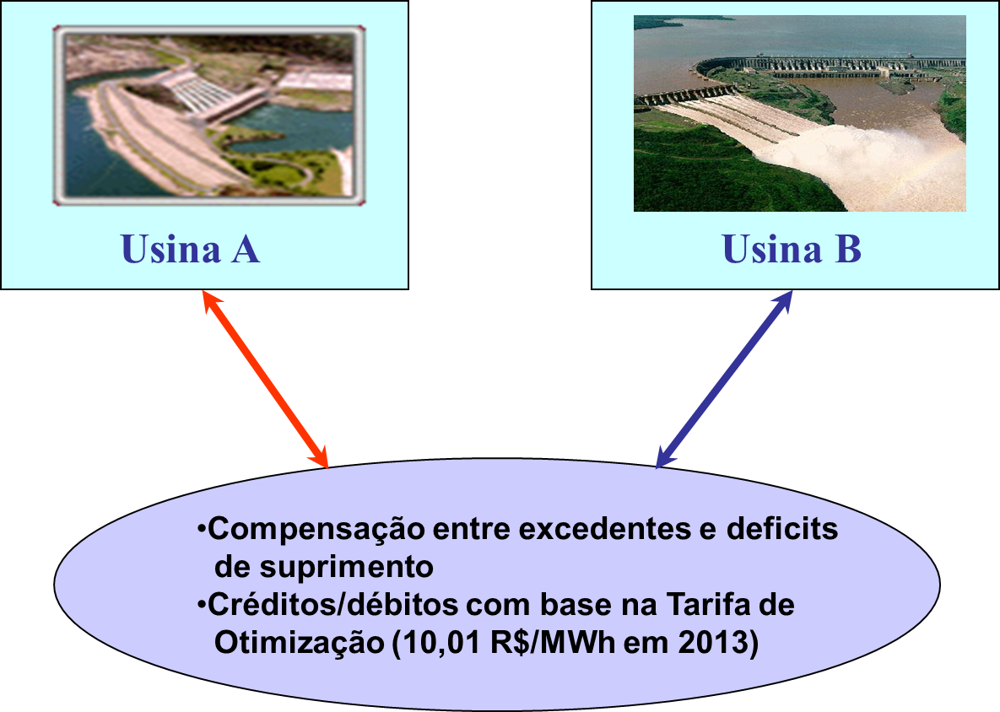 Usina A
Usina B
•Compensação entre excedentes e deficits
de suprimento
•Créditos/débitos com base na Tarifa de
Otimização (10,01 R$/MWh em 2013)